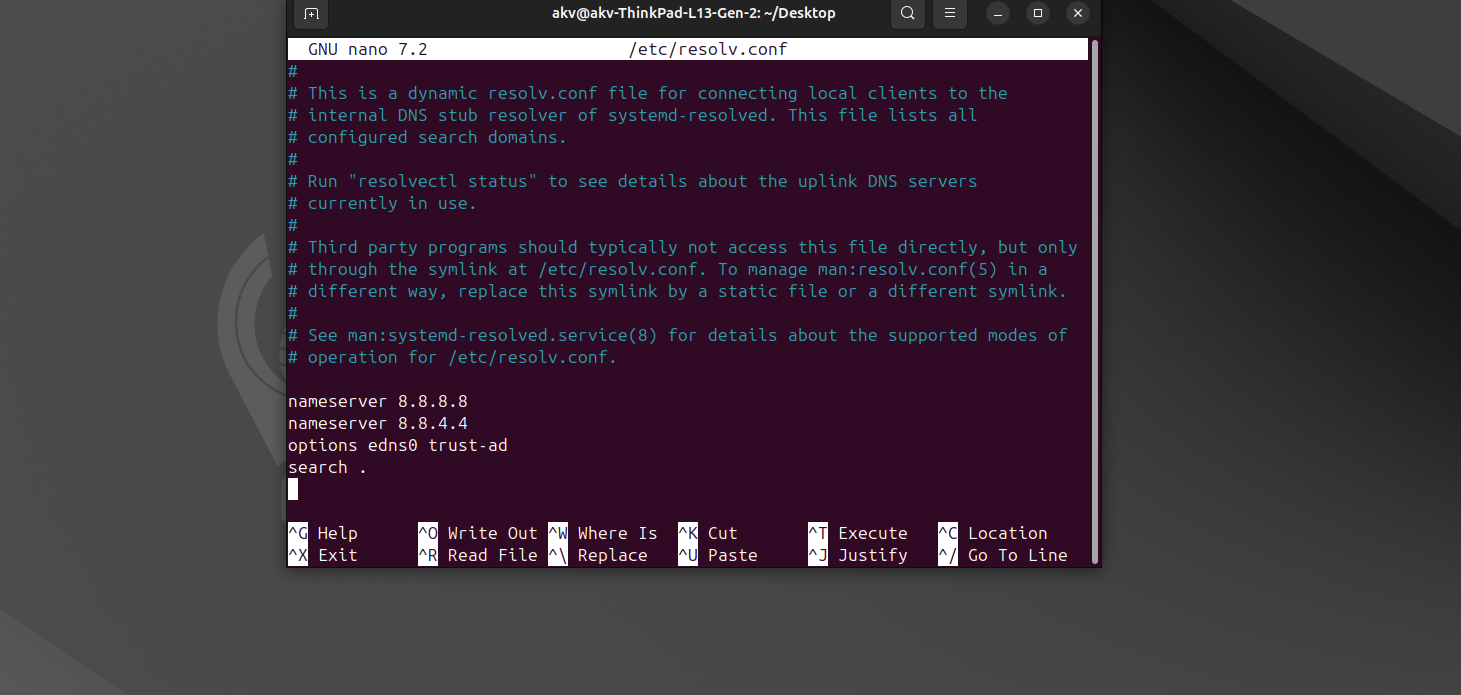 akv@akv-ThinkPad-L13-Gen-2: ~/Desktop
GNU nano 7.2 /etc/resolv.conf
#
# This is a dynamic resolv.conf file for connecting local clients to the
# internal DNS stub resolver of systemd-resolved. This file lists all
# configured search domains.
#
# Run "resolvectl status" to see details about the uplink DNS servers
# currently in use.
#
# Third party programs should typically not access this file directly, but only
# through the symlink at /etc/resolv.conf. To manage man:resolv.conf(5) in a
# different way, replace this symlink by a static file or a different symlink.
#
# See man:systemd-resolved.service(8) for details about the supported modes of
# operation for /etc/resolv.conf.
nameserver 8.8.8.8
nameserver 8.8.4.4
options edns0 trust-ad
search .
^G Help ^O Write Out ^W Where Is ^K Cut ^T Execute ^C Location
^X Exit ^R Read File ^\ Replace ^U Paste ^J Justify ^/ Go To Line